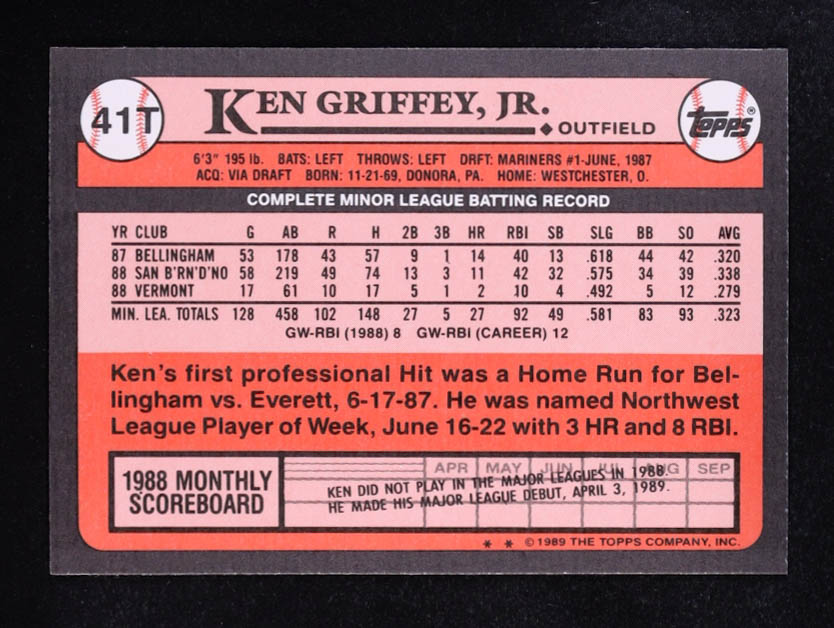 41T KEN GRIFFEY, JR. Topps®
◆ OUTFIELD
6'3" 195 lb. BATS: LEFT THROWS: LEFT DRFT: MARINERS #1-JUNE, 1987
ACQ: VIA DRAFT BORN: 11-21-69, DONORA, PA. HOME: WESTCHESTER, O.
COMPLETE MINOR LEAGUE BATTING RECORD
YR CLUB G AB R H 2B 3B HR RBI SB SLG BB SO AVG
87 BELLINGHAM 53 178 43 57 9 1 14 40 13 .618 44 42 .320
88 SAN B'RN'D'NO 58 219 49 74 13 3 11 42 32 .575 34 39 .338
88 VERMONT 17 61 10 17 5 1 2 10 4 .492 5 12 .279
MIN. LEA. TOTALS 128 458 102 148 27 5 27 92 49 .581 83 93 .323
GW-RBI (1988) 8 GW-RBI (CAREER) 12
Ken's first professional Hit was a Home Run for Bel-
lingham vs. Everett, 6-17-87. He was named Northwest
League Player of Week, June 16-22 with 3 HR and 8 RBI.
1988 MONTHLY
SCOREBOARD
APR MAY JUN JUL AUG SEP
KEN DID NOT PLAY IN THE MAJOR LEAGUES IN 1988.
HE MADE HIS MAJOR LEAGUE DEBUT, APRIL 3, 1989.
* * ©1989 THE TOPPS COMPANY, INC.